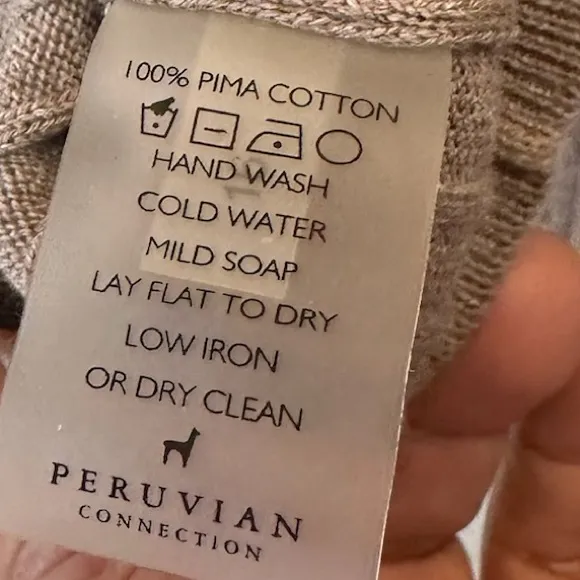 100% PIMA COTTON
HAND WASH
COLD WATER
MILD SOAP
LAY FLAT TO DRY
LOW IRON
OR DRY CLEAN
PERUVIAN
CONNECTION